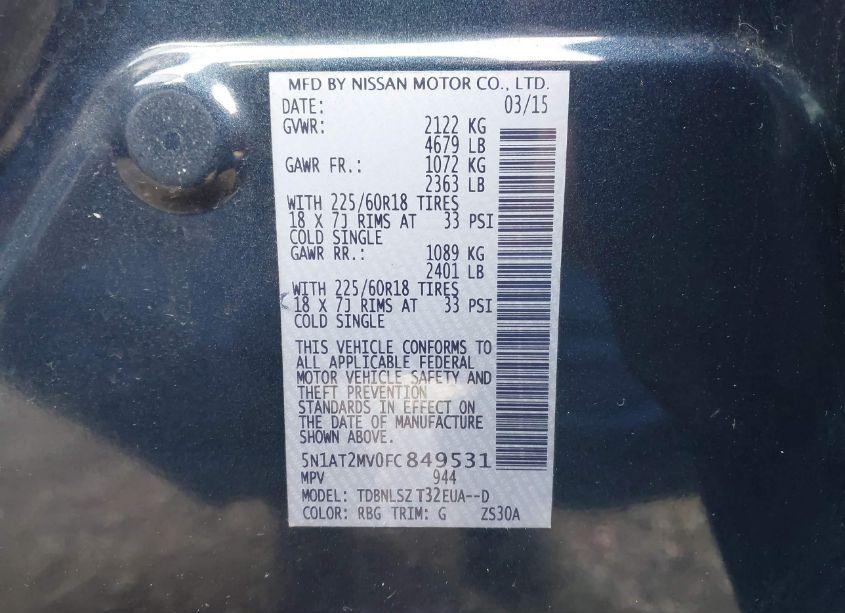 MFD BY NISSAN MOTOR CO., LTD.
DATE: 03/15
GVWR: 2122 KG
4679 LB
GAWR FR.: 1072 KG
2363 LB
WITH 225/60R18 TIRES
18 X 7J RIMS AT 33 PSI
COLD SINGLE
GAWR RR.: 1089 KG
2401 LB
WITH 225/60R18 TIRES
18 X 7J RIMS AT 33 PSI
COLD SINGLE
THIS VEHICLE CONFORMS TO
ALL APPLICABLE FEDERAL
MOTOR VEHICLE SAFETY AND
THEFT PREVENTION
STANDARDS IN EFFECT ON
THE DATE OF MANUFACTURE
SHOWN ABOVE.
5N1AT2MV0FC849531
MPV 944
MODEL: TDBNLSZ T32EUA--D
COLOR: RBG TRIM: G ZS30A